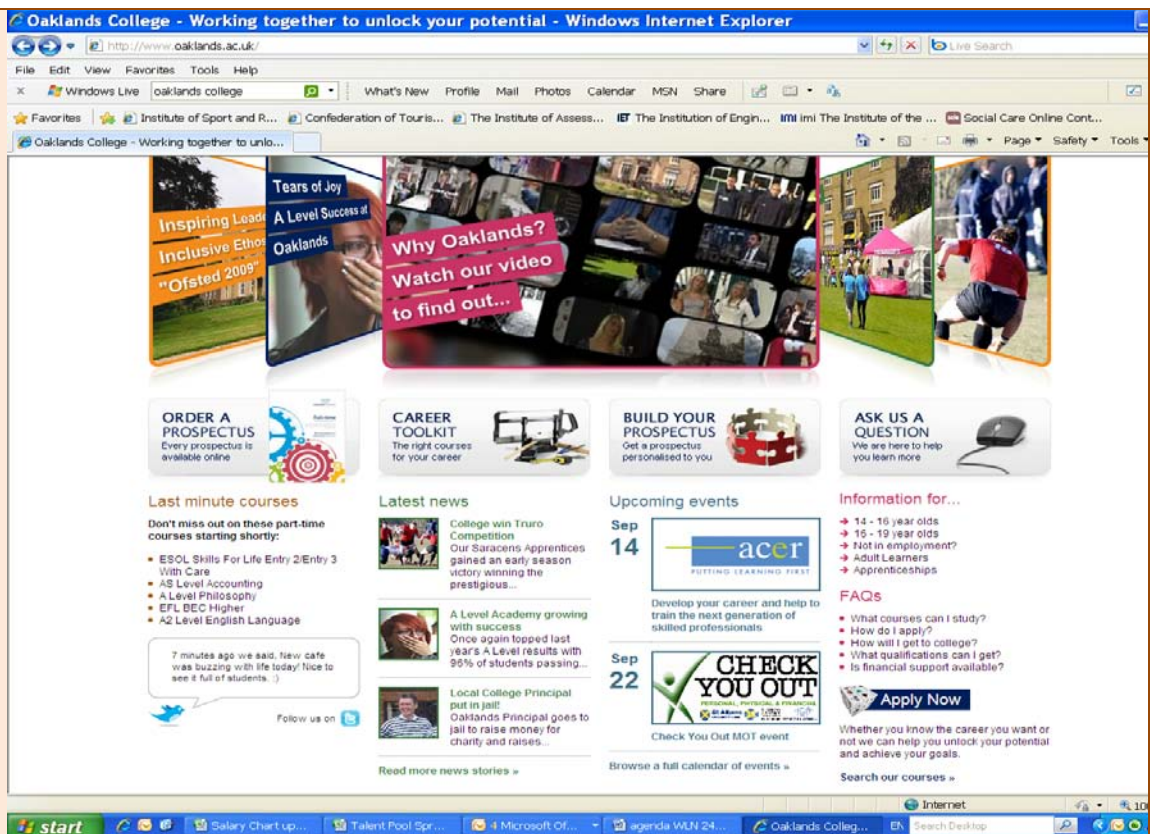 Oaklands College - Working together to unlock your potential - Windows Internet Explorer
http://www.oaklands.ac.uk/
Live Search
File Edit View Favorites Tools Help
Windows Live oaklands college What's New Profile Mail Photos Calendar MSN Share
Favorites Institute of Sport and R... Confederation of Touris... The Institute of Assess... IET The Institution of Engin... imi imi The Institute of the ... Social Care Online Cont...
Oaklands College - Working together to unlo... Page Safety Tools
Inspiring Lead
Inclusive Ethos
"Ofsted 2009"
Tears of Joy
A Level Success at
Oaklands
Why Oaklands?
Watch our video
to find out...
ORDER A
PROSPECTUS
Every prospectus is
available online
CAREER
TOOLKIT
The right courses
for your career
BUILD YOUR
PROSPECTUS
Get a prospectus
personalised to you
ASK US A
QUESTION
We are here to help
you learn more
Last minute courses
Don't miss out on these part-time
courses starting shortly:
ESOL Skills For Life Entry 2/Entry 3
With Care
AS Level Accounting
A Level Philosophy
EFL BEC Higher
A2 Level English Language
7 minutes ago we said, New cafe
was buzzing with life today! Nice to
see it full of students. :)
Follow us on
Latest news
College win Truro
Competition
Our Saracens Apprentices
gained an early season
victory winning the
prestigious...
A Level Academy growing
with success
Once again topped last
year's A Level results with
96% of students passing...
Local College Principal
put in jail!
Oaklands Principal goes to
jail to raise money for
charity and raises...
Read more news stories »
Upcoming events
Sep
14
acer
PUTTING LEARNING FIRST
Develop your career and help to
train the next generation of
skilled professionals
Sep
22
CHECK
YOU OUT
PERSONAL, PHYSICAL & FINANCIAL
St Albans
Check You Out MOT event
Browse a full calendar of events »
Information for...
14 - 16 year olds
16 - 19 year olds
Not in employment?
Adult Learners
Apprenticeships
FAQs
What courses can I study?
How do I apply?
How will I get to college?
What qualifications can I get?
Is financial support available?
Apply Now
Whether you know the career you want or
not we can help you unlock your potential
and achieve your goals.
Search our courses »
Internet 10
start Salary Chart up... Talent Pool Spr... 4 Microsoft Of... agenda WLN 24... Oaklands Colleg... EN Search Desktop